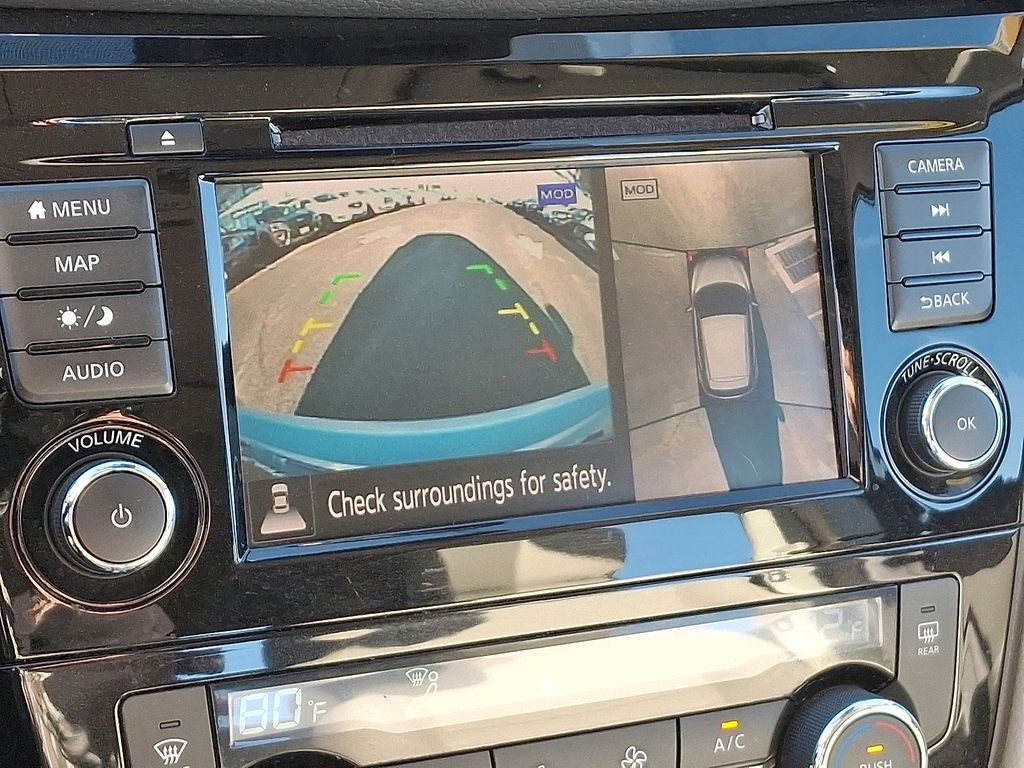 MENU
MAP
AUDIO
VOLUME
MOD
MOD
Check surroundings for safety.
CAMERA
BACK
TUNE·SCROLL
OK
80°F
°F
REAR
A/C
PUSH